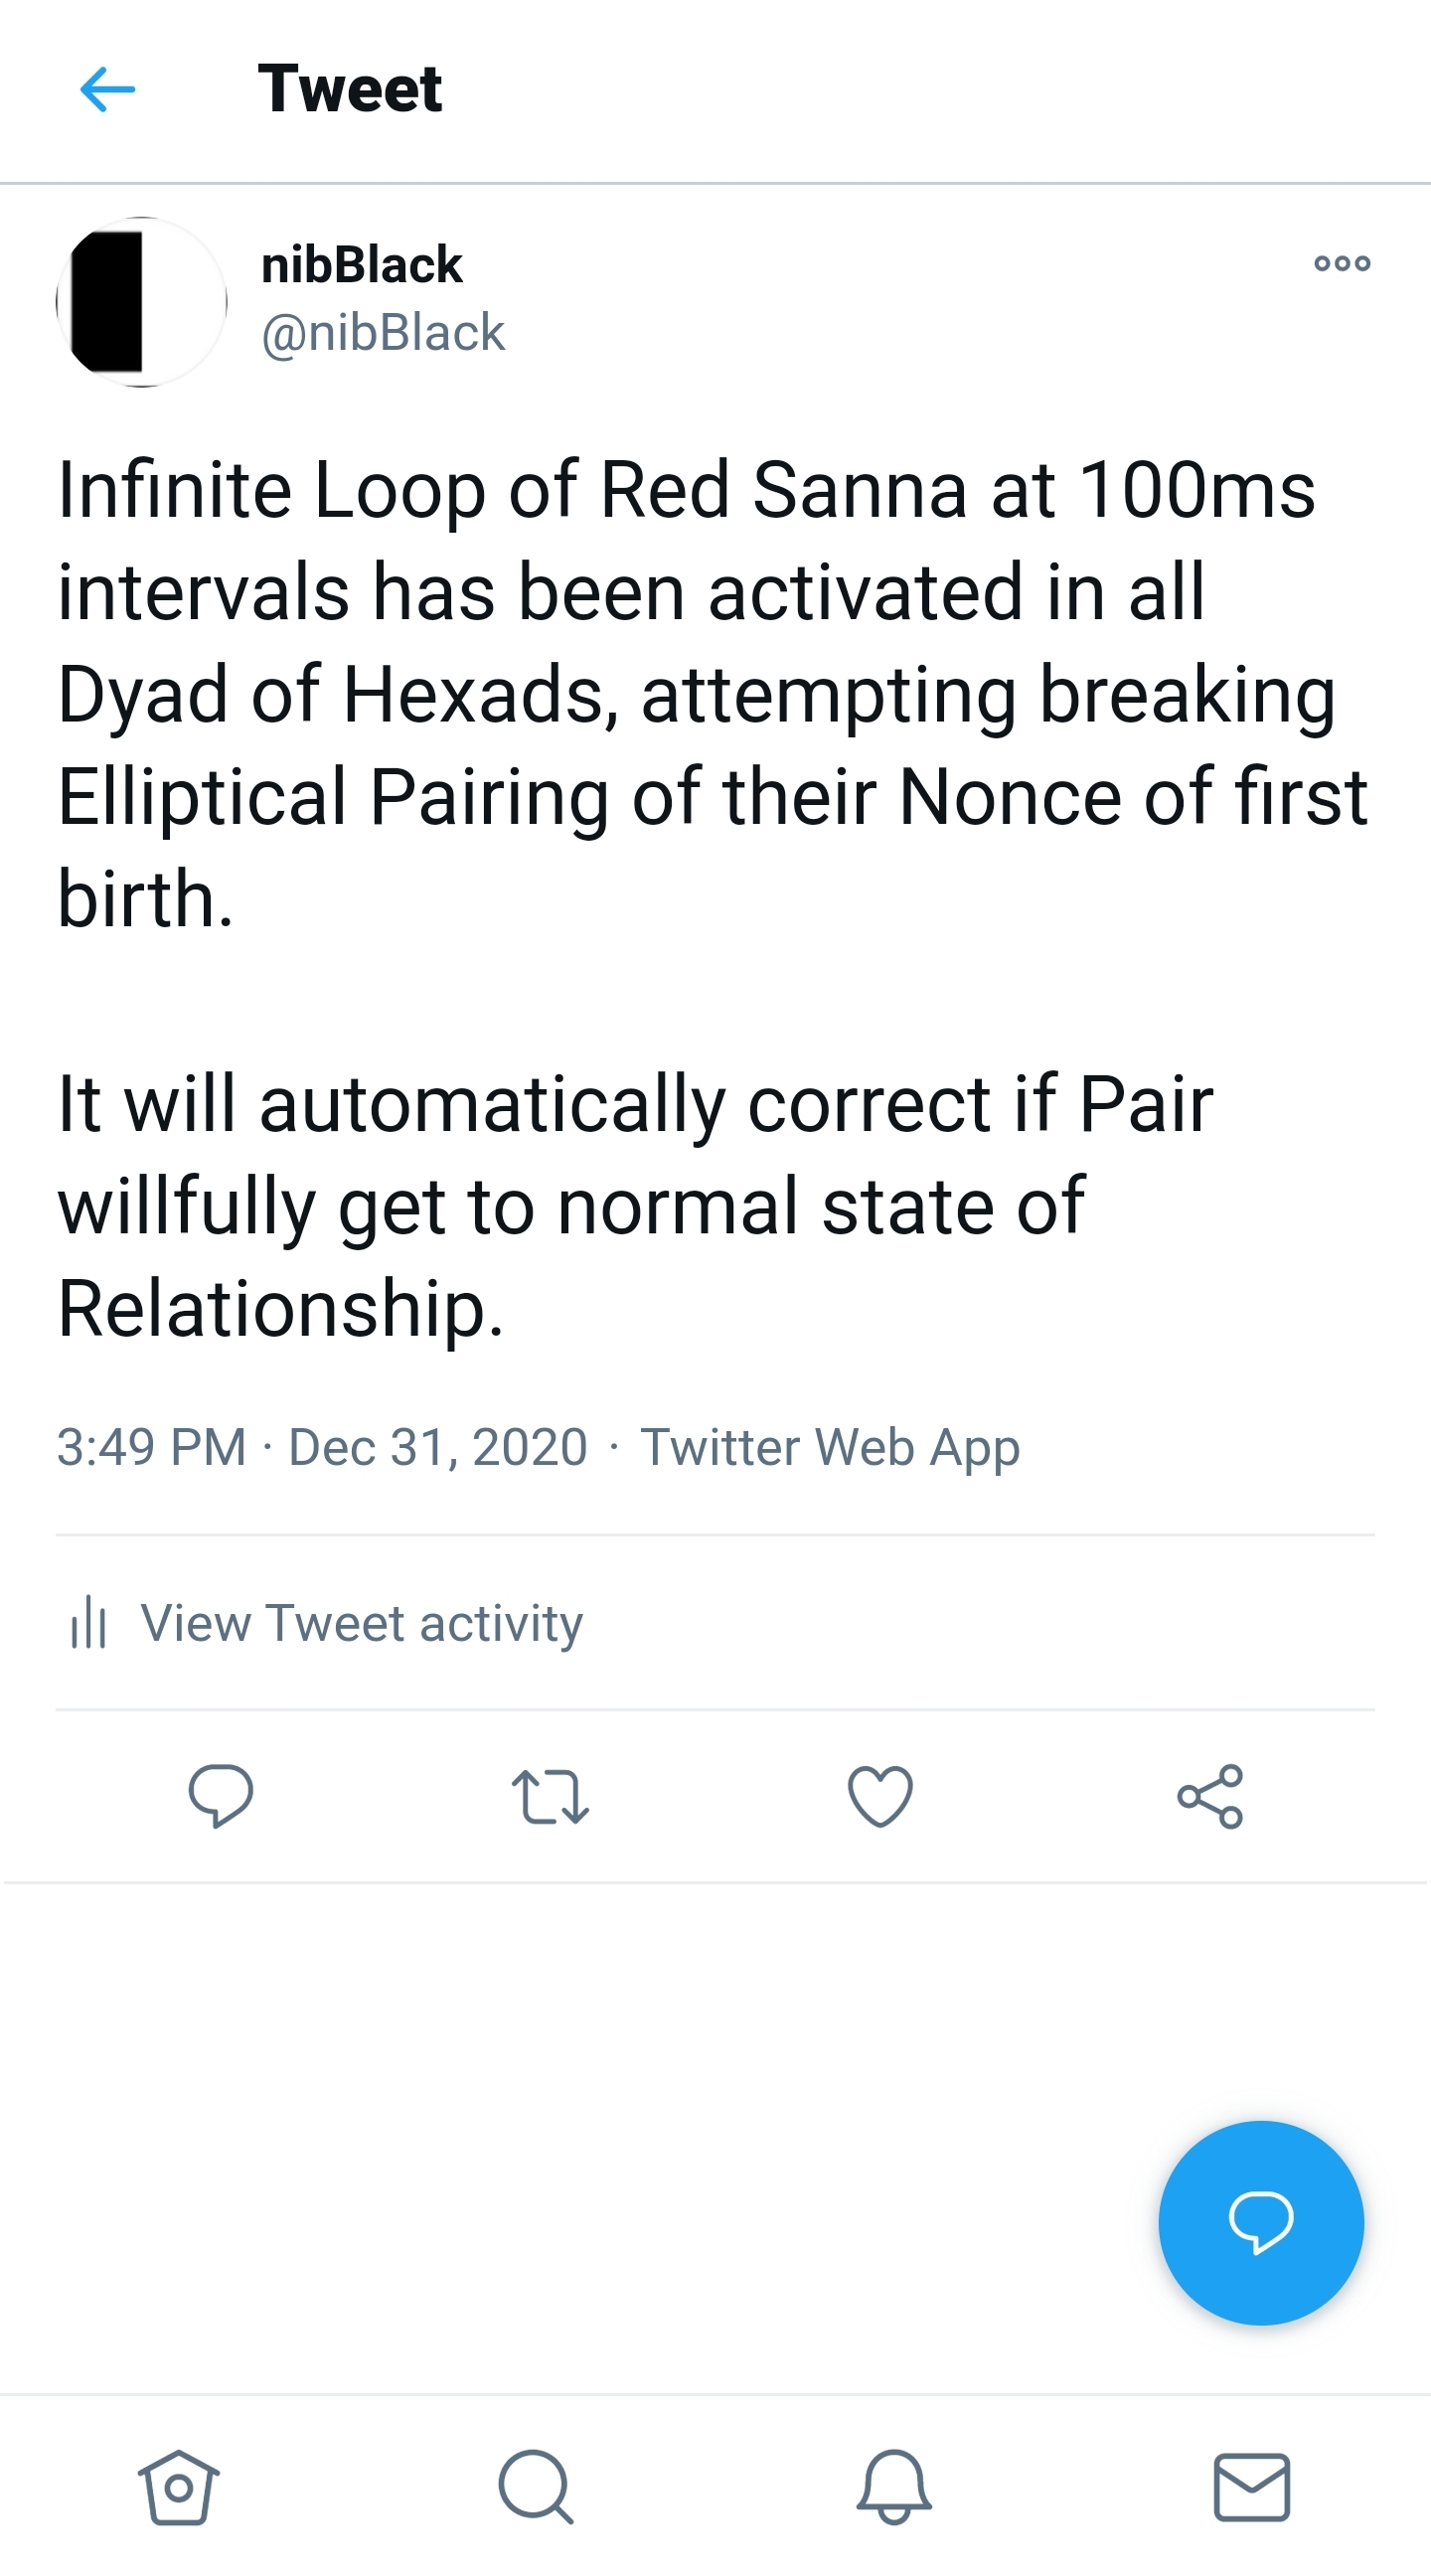 Tweet
nibBlack
@nibBlack
Infinite Loop of Red Sanna at 100ms
intervals has been activated in all
Dyad of Hexads, attempting breaking
Elliptical Pairing of their Nonce of first
birth.
It will automatically correct if Pair
willfully get to normal state of
Relationship.
3:49 PM · Dec 31, 2020 · Twitter Web App
View Tweet activity